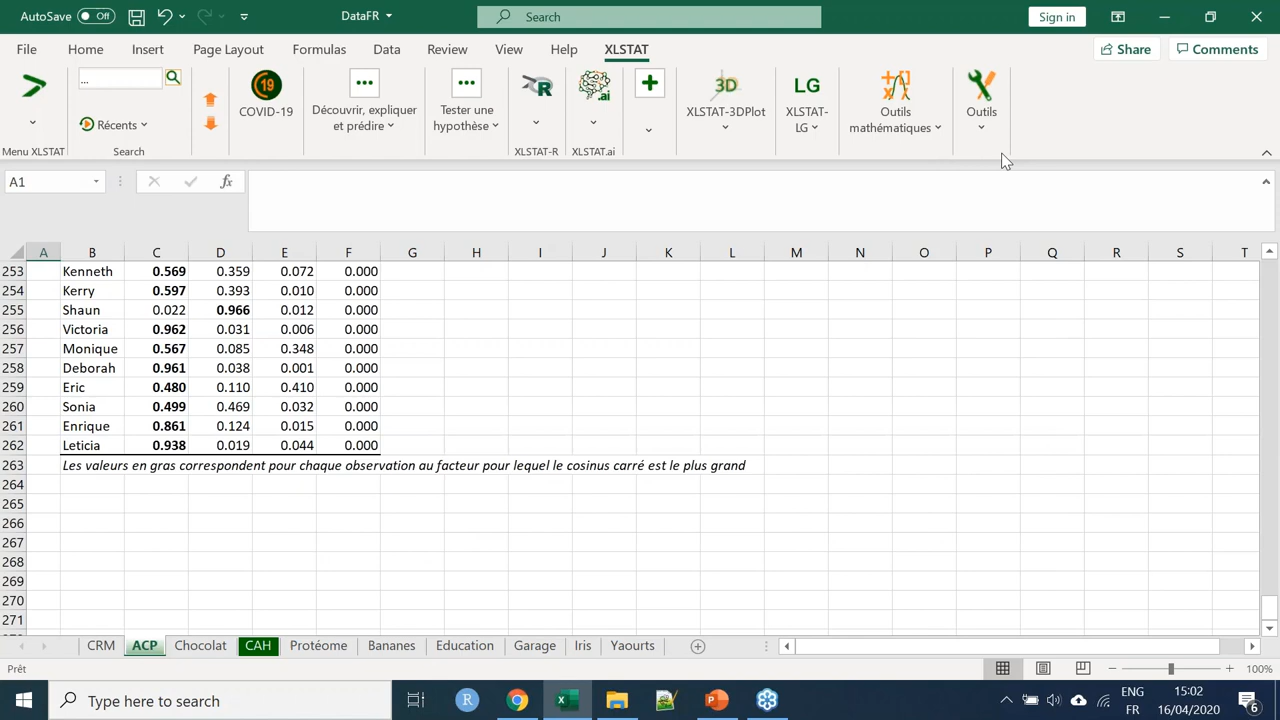 AutoSave Off DataFR Search Sign in
File Home Insert Page Layout Formulas Data Review View Help XLSTAT Share Comments
... 19 ... ... .ai 3D LG
Récents
COVID-19 Découvrir, expliquer et prédire Tester une hypothèse XLSTAT-3DPlot XLSTAT-LG Outils mathématiques Outils
Menu XLSTAT Search XLSTAT-R XLSTAT.ai
A1 fx
A B C D E F G H I J K L M N O P Q R S T
253 Kenneth 0.569 0.359 0.072 0.000
254 Kerry 0.597 0.393 0.010 0.000
255 Shaun 0.022 0.966 0.012 0.000
256 Victoria 0.962 0.031 0.006 0.000
257 Monique 0.567 0.085 0.348 0.000
258 Deborah 0.961 0.038 0.001 0.000
259 Eric 0.480 0.110 0.410 0.000
260 Sonia 0.499 0.469 0.032 0.000
261 Enrique 0.861 0.124 0.015 0.000
262 Leticia 0.938 0.019 0.044 0.000
263 Les valeurs en gras correspondent pour chaque observation au facteur pour lequel le cosinus carré est le plus grand
264
265
266
267
268
269
270
271
CRM ACP Chocolat CAH Protéome Bananes Education Garage Iris Yaourts
Prêt 100%
Type here to search R ENG 15:02
FR 16/04/2020 6